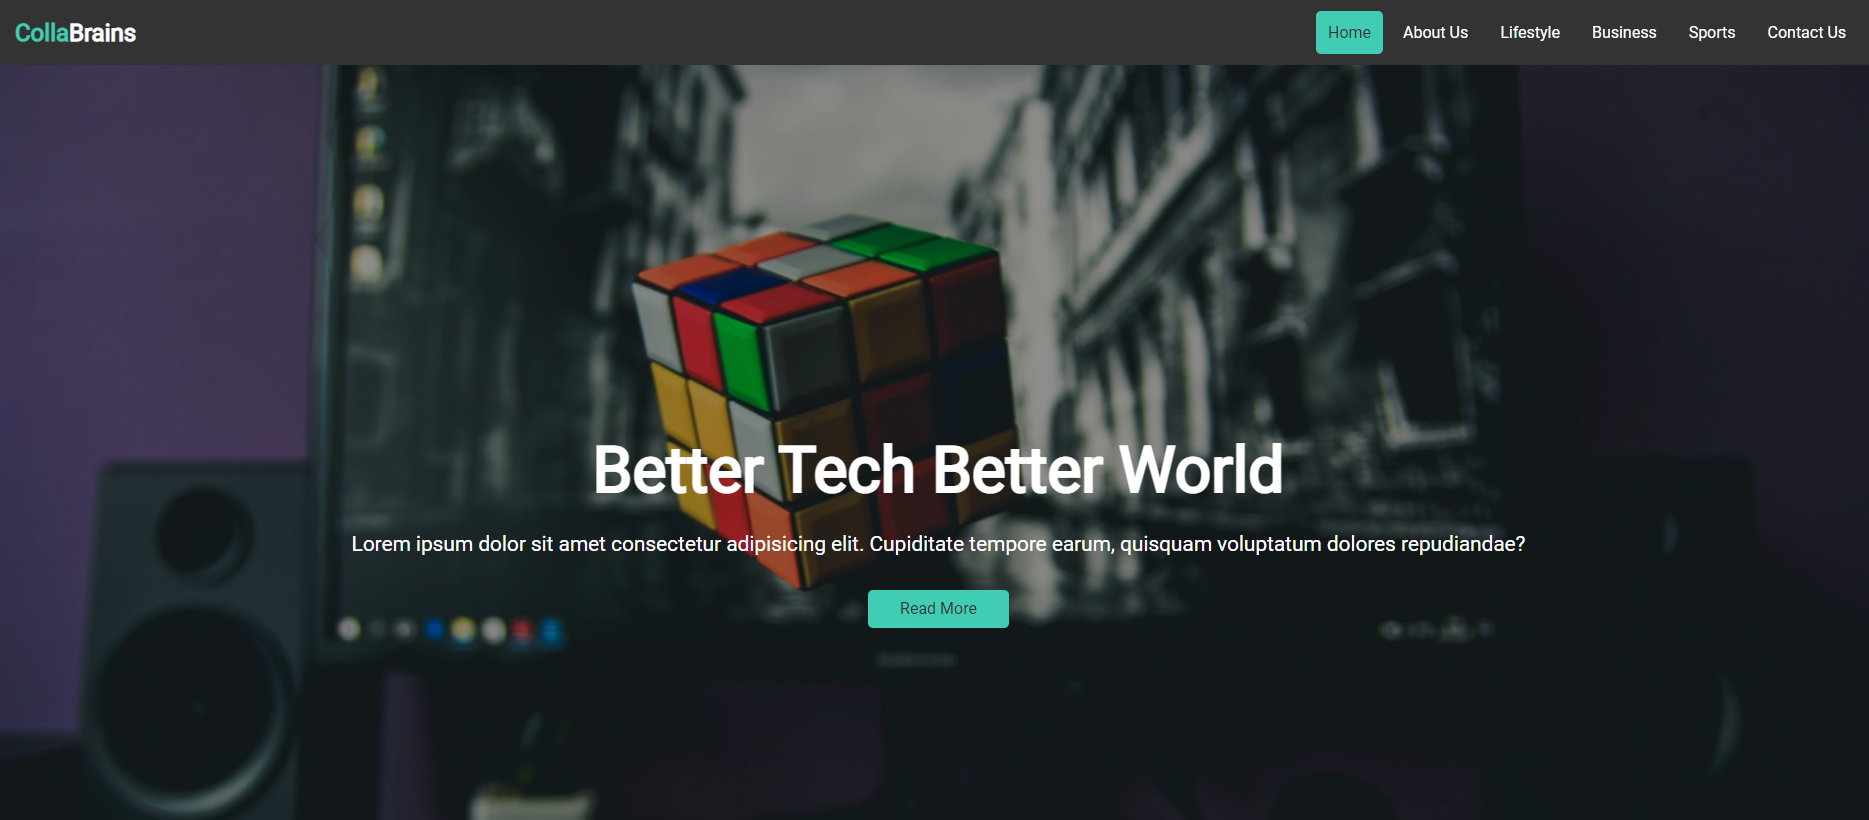 CollaBrains
Home
About Us
Lifestyle
Business
Sports
Contact Us
Better Tech Better World
Lorem ipsum dolor sit amet consectetur adipisicing elit. Cupiditate tempore earum, quisquam voluptatum dolores repudiandae?
Read More